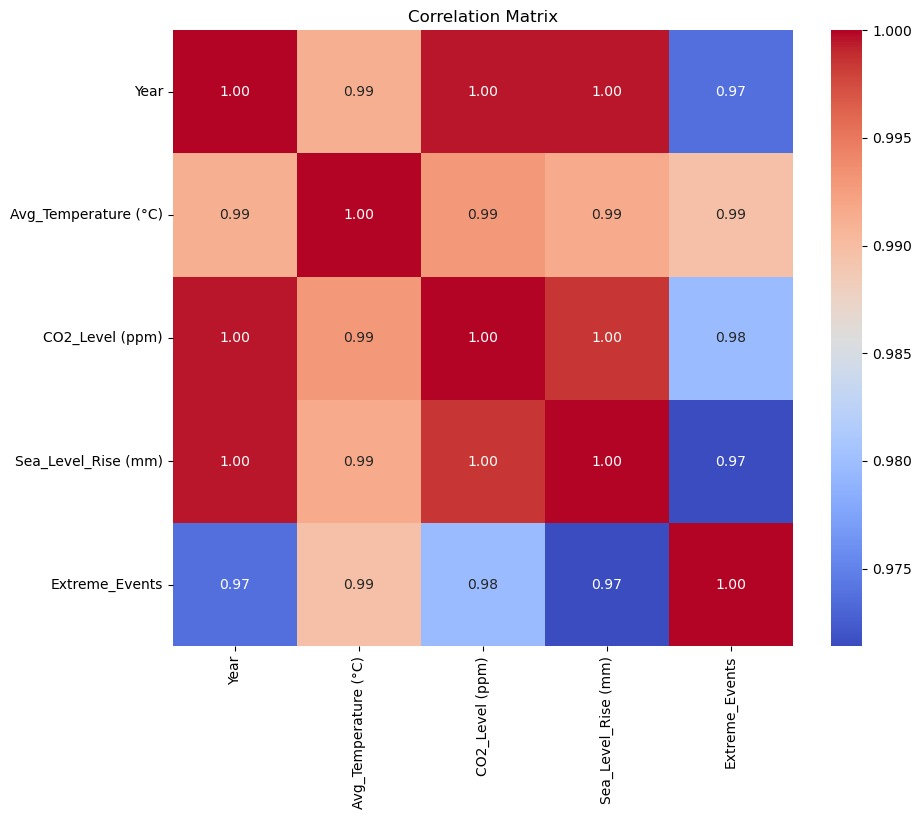 Correlation Matrix
Year 1.00 0.99 1.00 1.00 0.97
Avg_Temperature (°C) 0.99 1.00 0.99 0.99 0.99
CO2_Level (ppm) 1.00 0.99 1.00 1.00 0.98
Sea_Level_Rise (mm) 1.00 0.99 1.00 1.00 0.97
Extreme_Events 0.97 0.99 0.98 0.97 1.00
Year
Avg_Temperature (°C)
CO2_Level (ppm)
Sea_Level_Rise (mm)
Extreme_Events
1.000
0.995
0.990
0.985
0.980
0.975